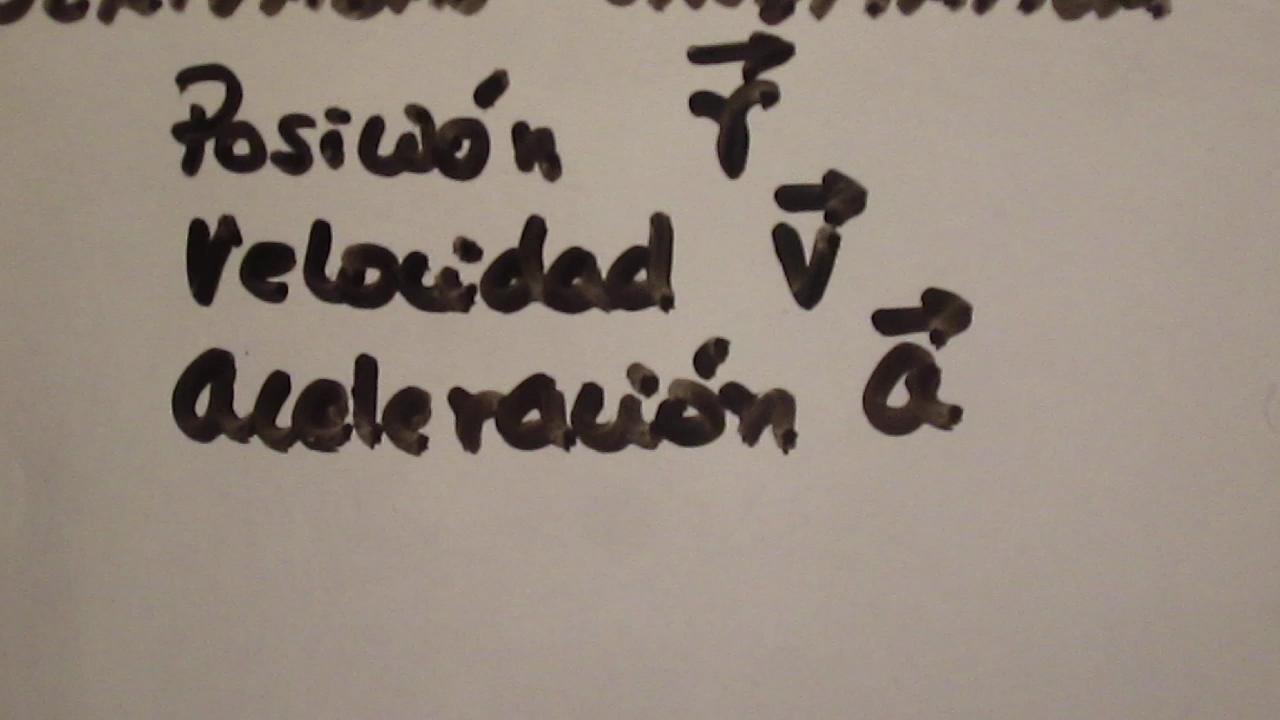 Posición r⃗
Velocidad v⃗
aceleración a⃗